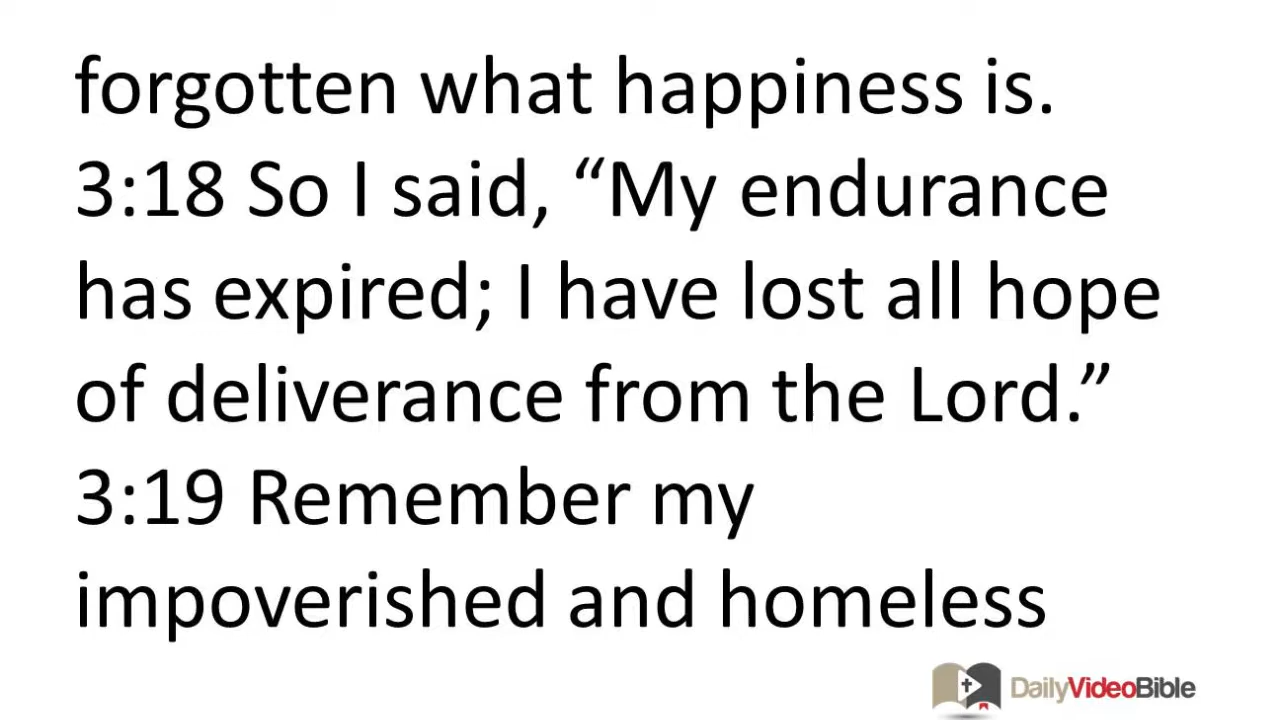 forgotten what happiness is.
3:18 So I said, “My endurance
has expired; I have lost all hope
of deliverance from the Lord.”
3:19 Remember my
impoverished and homeless
DailyVideoBible